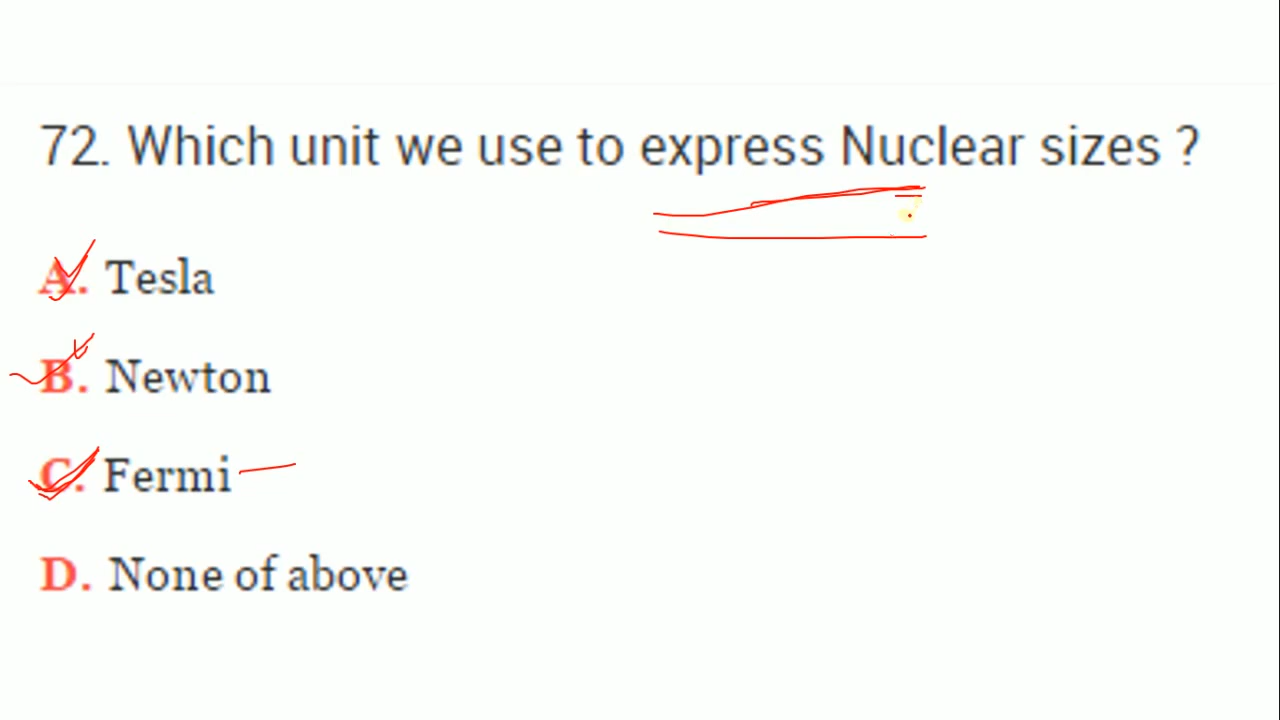 72. Which unit we use to express Nuclear sizes ?
A. Tesla
B. Newton
C. Fermi
D. None of above